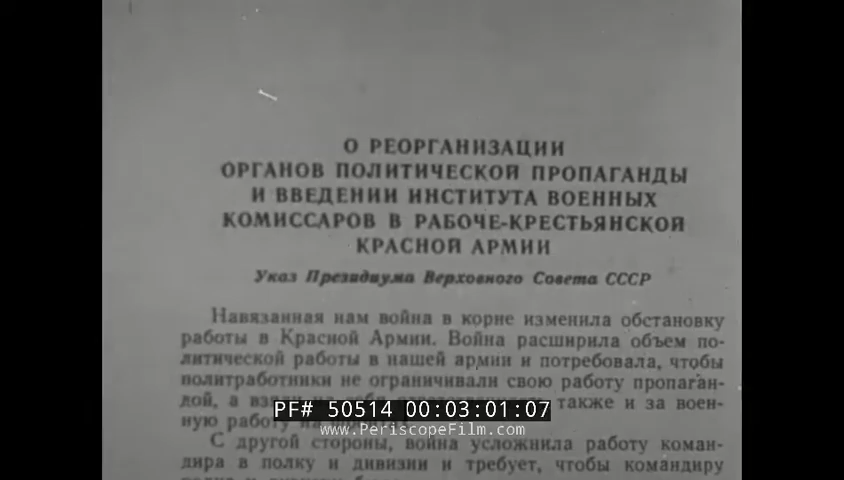 О РЕОРГАНИЗАЦИИ
ОРГАНОВ ПОЛИТИЧЕСКОЙ ПРОПАГАНДЫ
И ВВЕДЕНИИ ИНСТИТУТА ВОЕННЫХ
КОМИССАРОВ В РАБОЧЕ-КРЕСТЬЯНСКОЙ
КРАСНОЙ АРМИИ
Указ Президиума Верховного Совета СССР
Навязанная нам война в корне изменила обстановку
работы в Красной Армии. Война расширила объем по-
литической работы в нашей армии и потребовала, чтобы
политработники не ограничивали свою работу пропаган-
дой, а также и за воен-
ную работу
PF# 50514 00:03:01:07
www.PeriscopeFilm.com
С другой стороны, война усложнила работу коман-
дира в полку и дивизии и требует, чтобы командиру